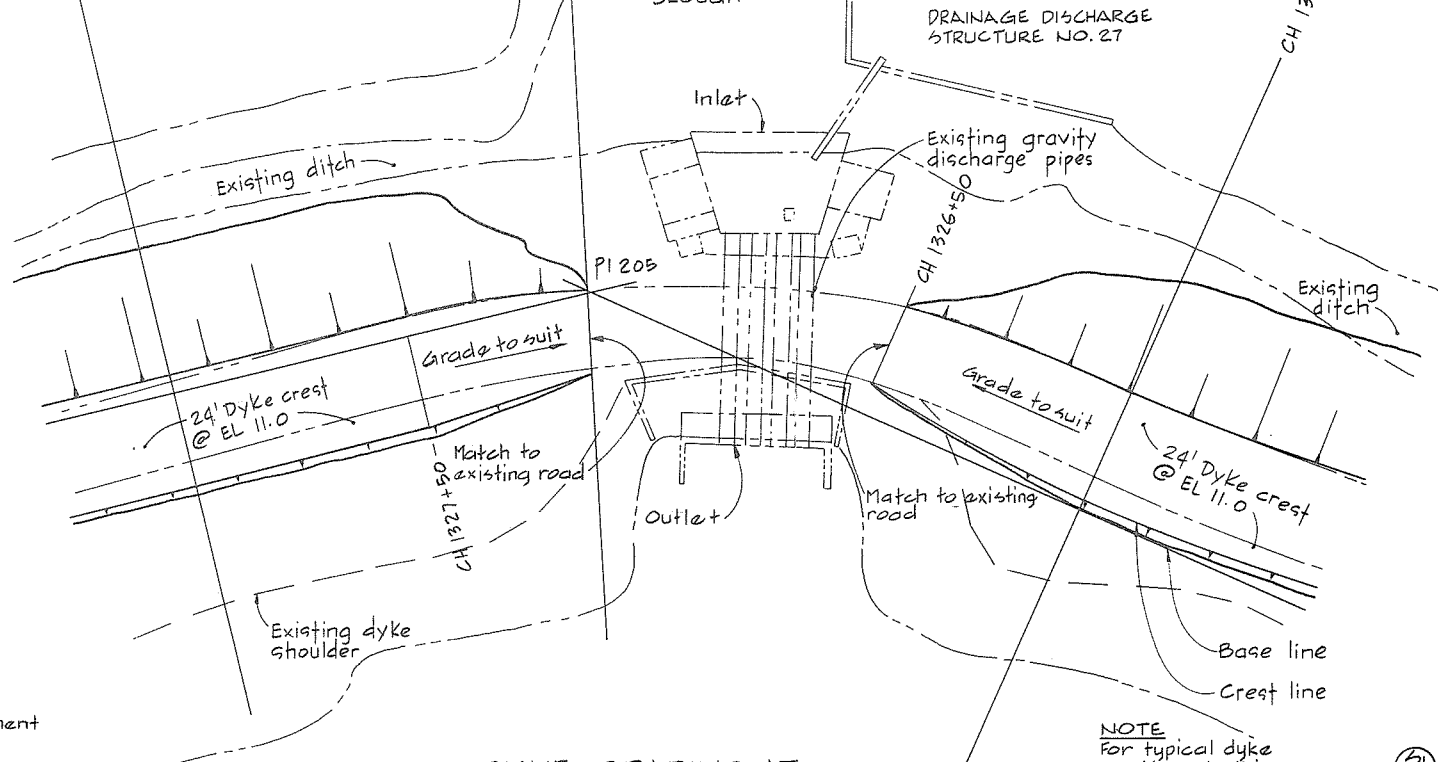 DRAINAGE DISCHARGE
STRUCTURE NO. 27
CH 13
Inlet
Existing gravity
discharge pipes
Existing ditch
CH 1326+50
PI 205
Existing
ditch
Grade to suit
Grade to suit
24' Dyke crest
@ EL 11.0
Match to
existing road
24' Dyke crest
@ EL 11.0
CH 1327+50
Outlet
Match to existing
road
Existing dyke
shoulder
Base line
Crest line
NOTE
For typical dyke